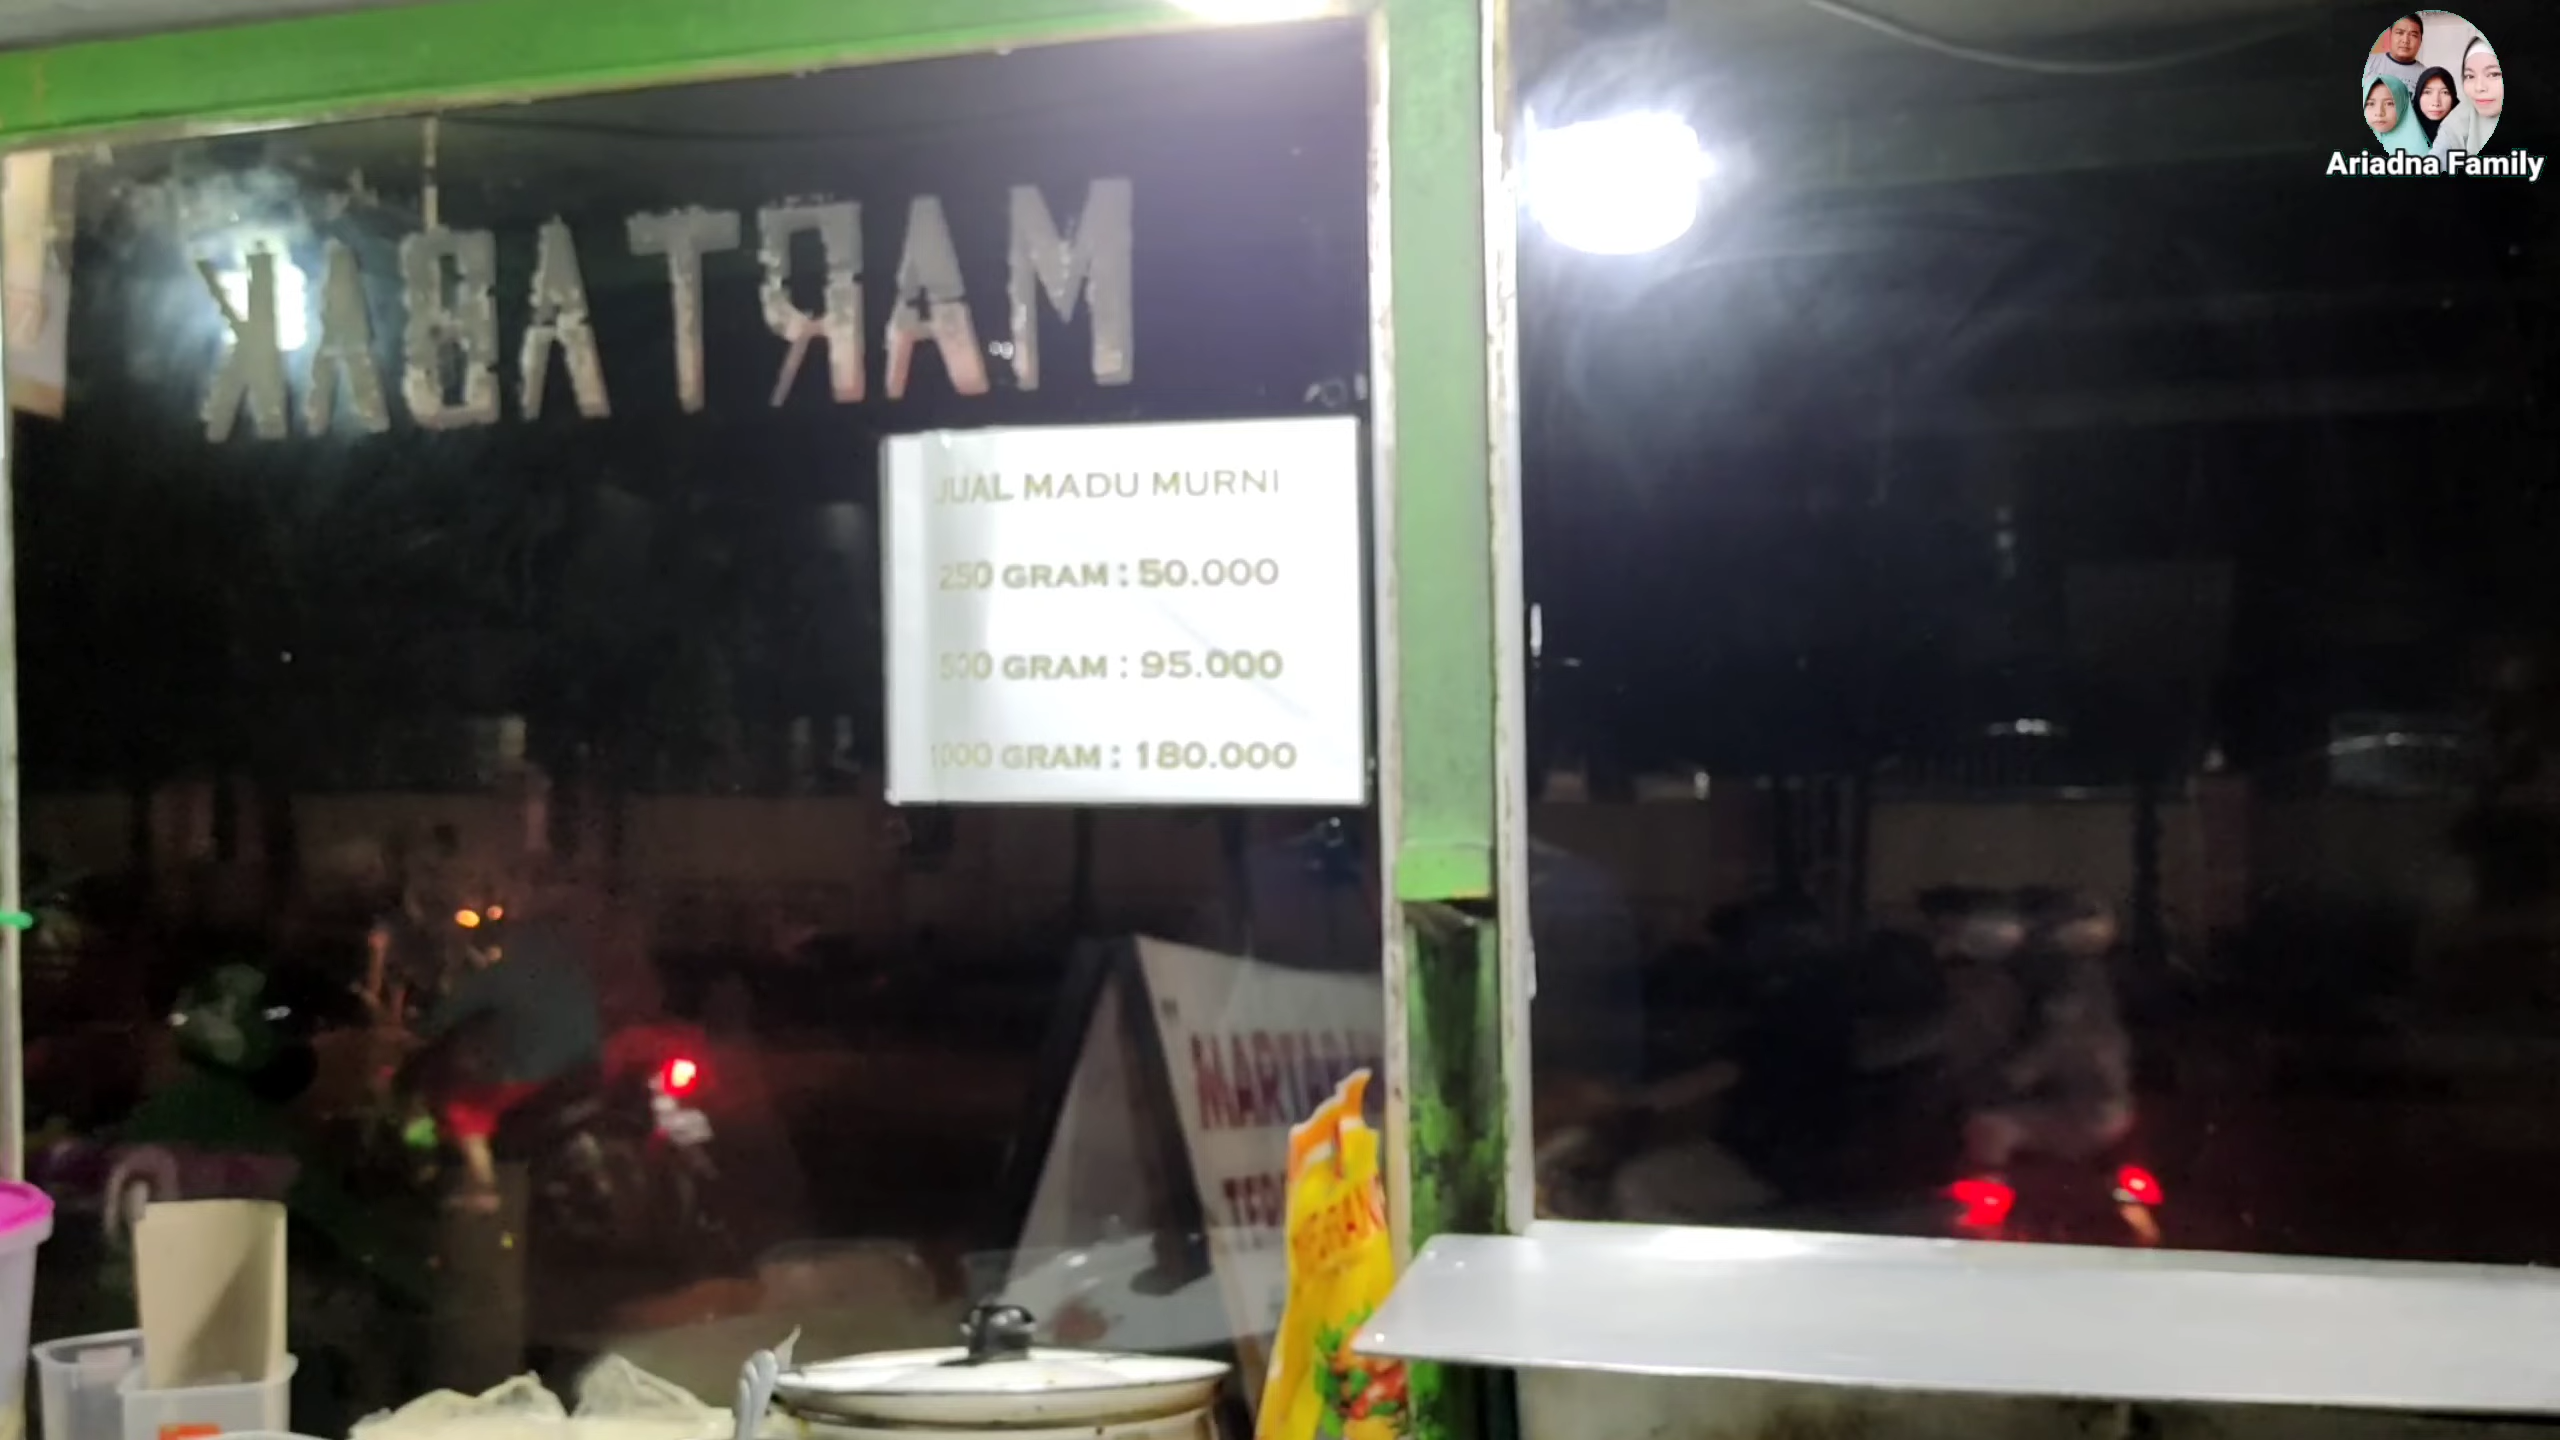 Ariadna Family
MARTABAK
JUAL MADU MURNI
250 GRAM : 50.000
500 GRAM : 95.000
1000 GRAM : 180.000